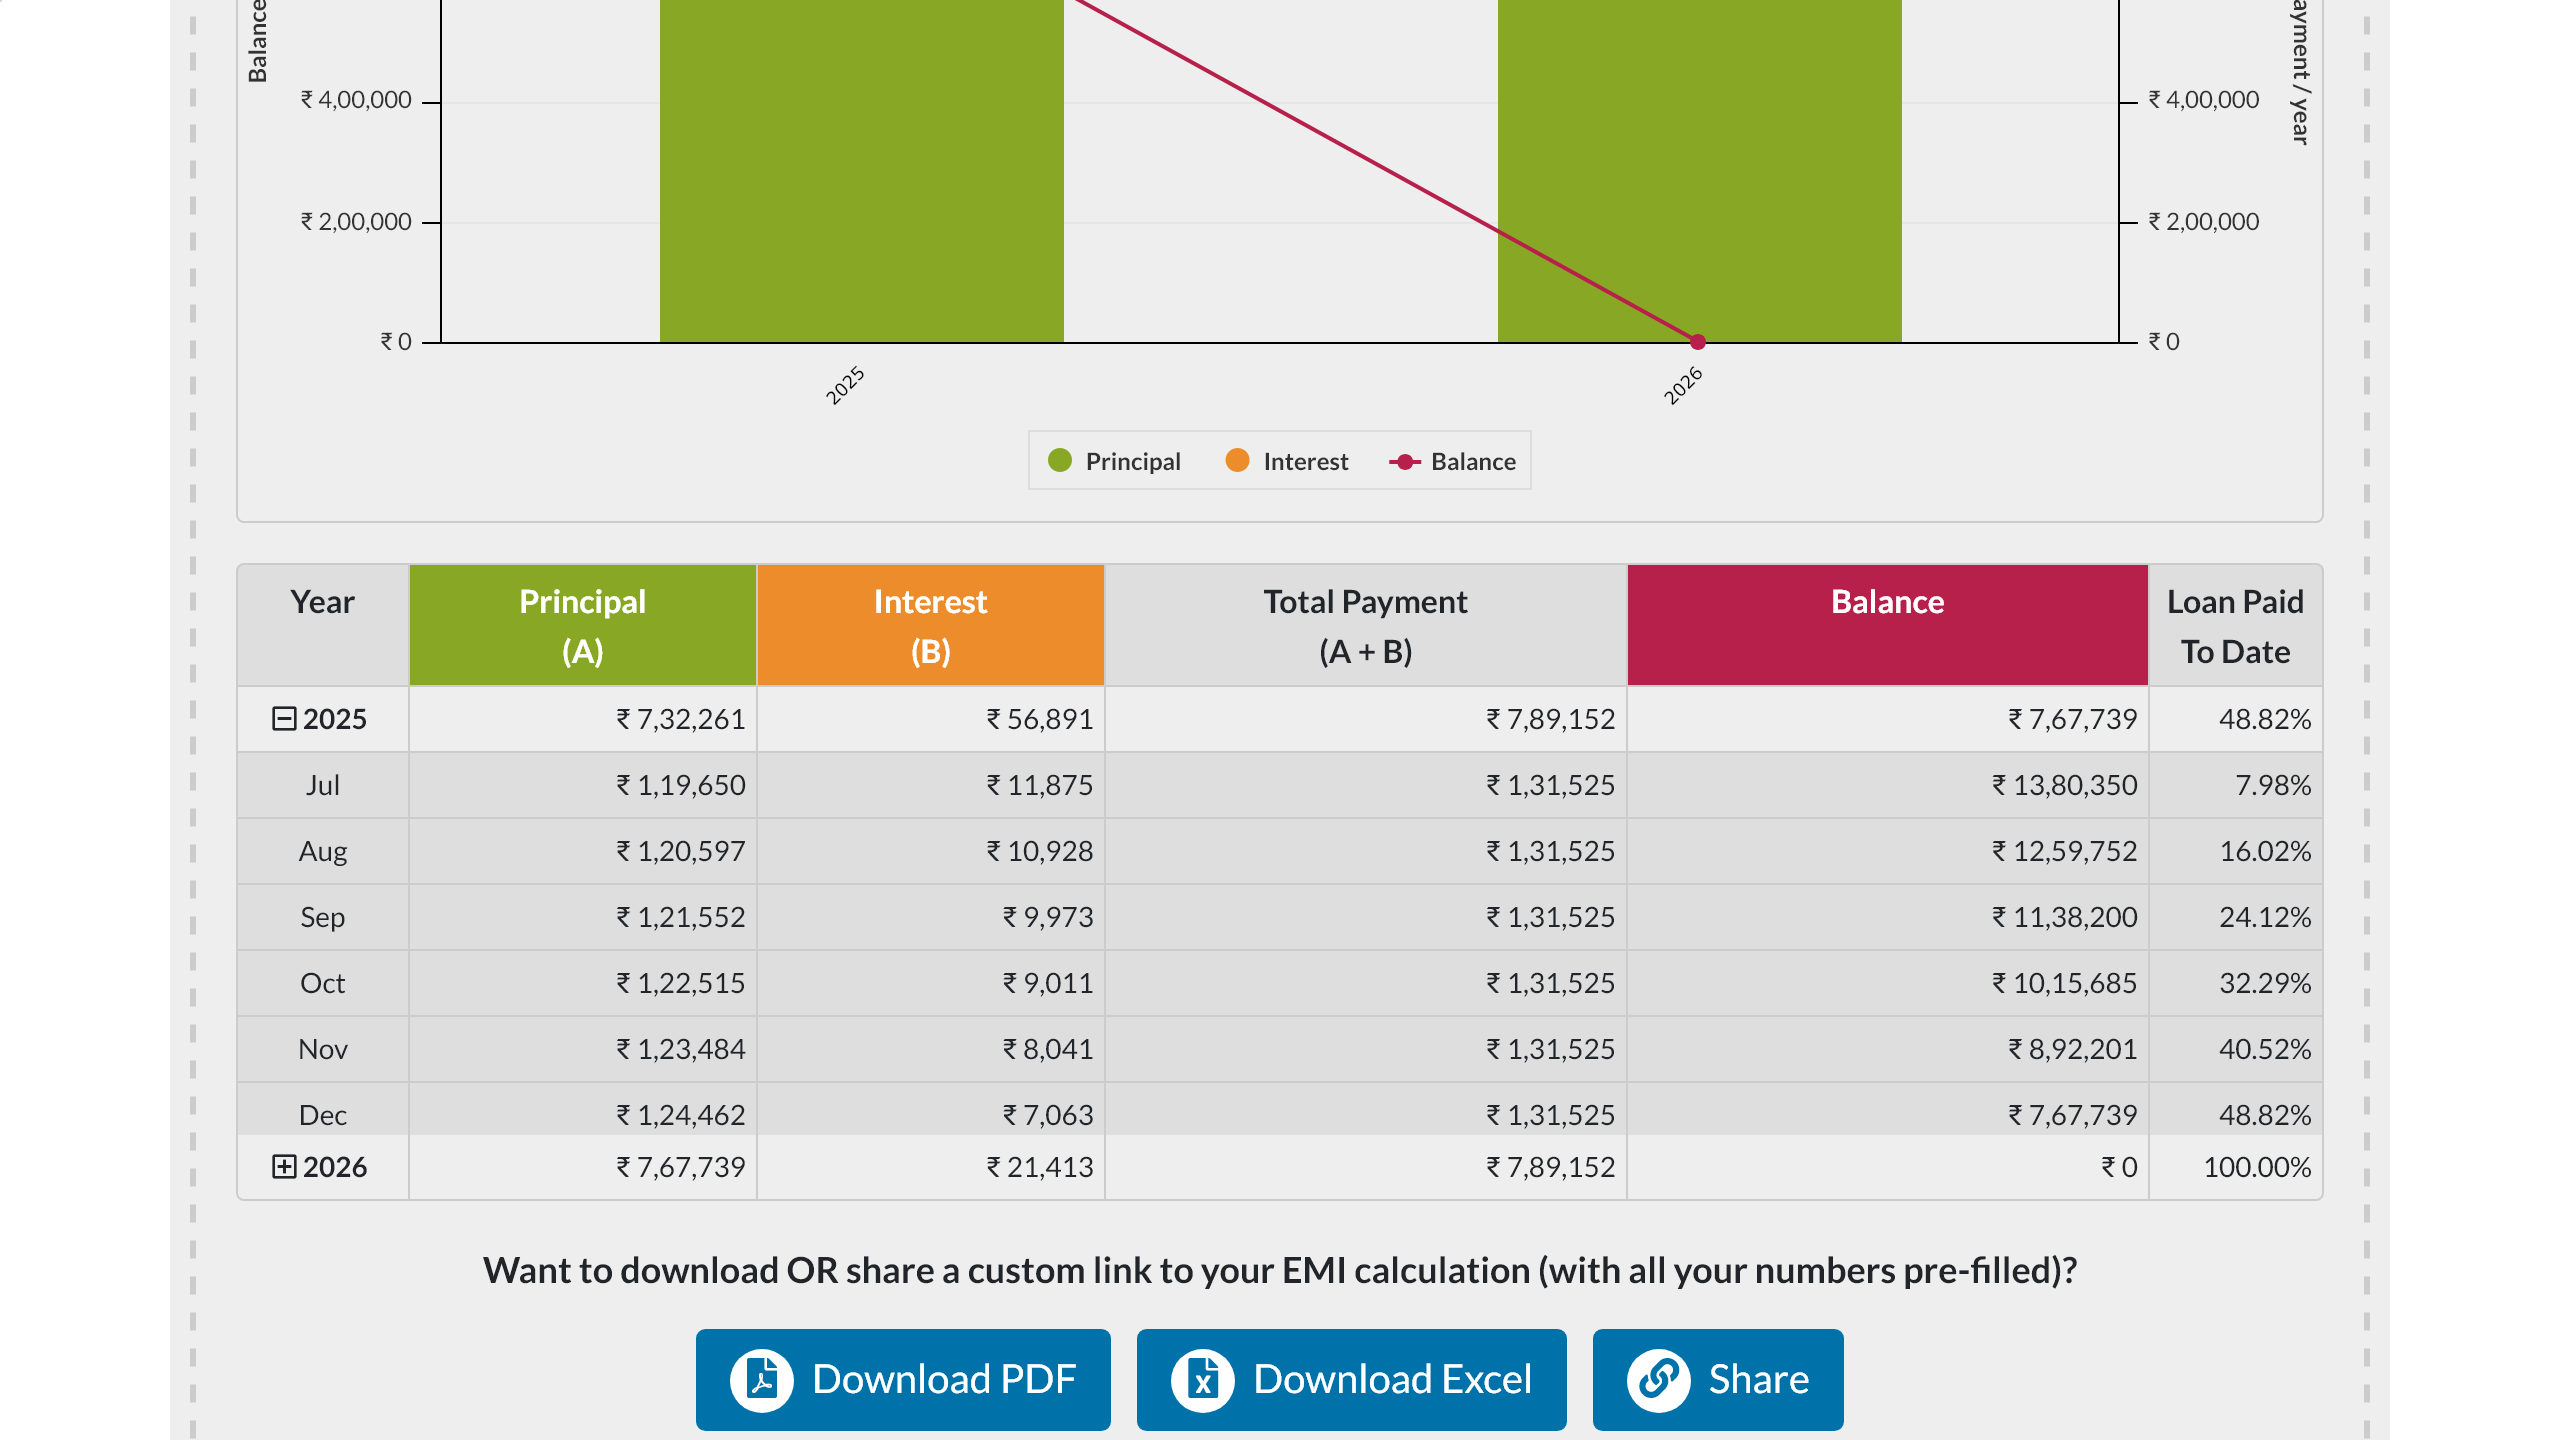 Balance
ayment / year
₹ 4,00,000
₹ 4,00,000
₹ 2,00,000
₹ 2,00,000
₹ 0
₹ 0
2025
2026
Principal Interest Balance
Year Principal Interest Total Payment Balance Loan Paid
(A) (B) (A + B) To Date
2025 ₹ 7,32,261 ₹ 56,891 ₹ 7,89,152 ₹ 7,67,739 48.82%
Jul ₹ 1,19,650 ₹ 11,875 ₹ 1,31,525 ₹ 13,80,350 7.98%
Aug ₹ 1,20,597 ₹ 10,928 ₹ 1,31,525 ₹ 12,59,752 16.02%
Sep ₹ 1,21,552 ₹ 9,973 ₹ 1,31,525 ₹ 11,38,200 24.12%
Oct ₹ 1,22,515 ₹ 9,011 ₹ 1,31,525 ₹ 10,15,685 32.29%
Nov ₹ 1,23,484 ₹ 8,041 ₹ 1,31,525 ₹ 8,92,201 40.52%
Dec ₹ 1,24,462 ₹ 7,063 ₹ 1,31,525 ₹ 7,67,739 48.82%
2026 ₹ 7,67,739 ₹ 21,413 ₹ 7,89,152 ₹ 0 100.00%
Want to download OR share a custom link to your EMI calculation (with all your numbers pre-filled)?
Download PDF Download Excel Share